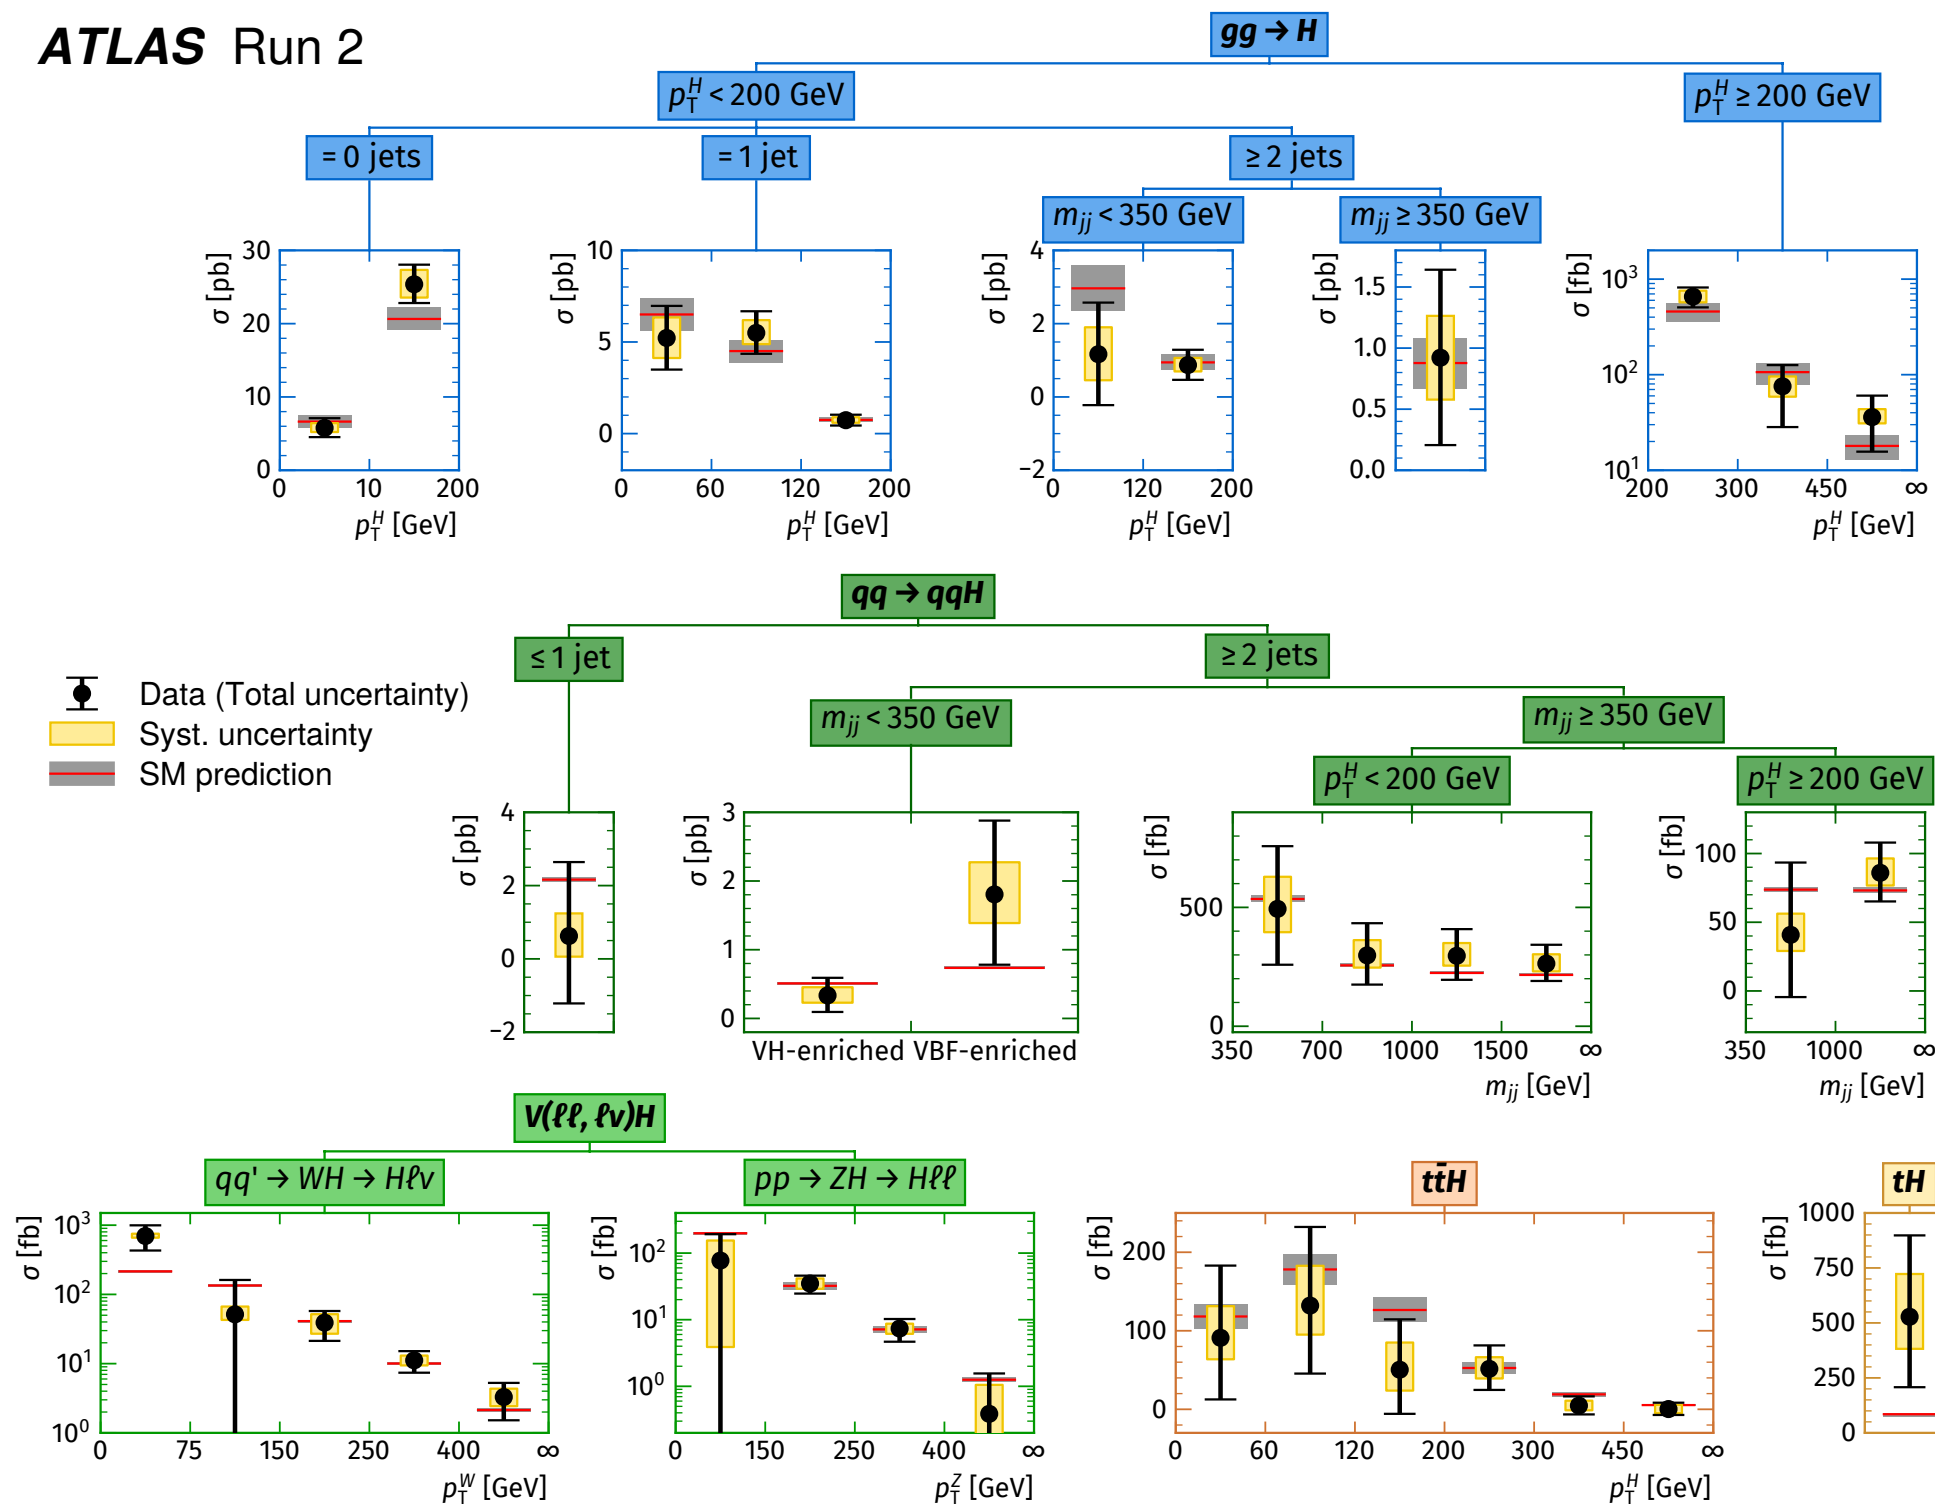 ATLAS Run 2
gg → H
p_T^H < 200 GeV
p_T^H ≥ 200 GeV
= 0 jets
= 1 jet
≥ 2 jets
m_jj < 350 GeV
m_jj ≥ 350 GeV
σ [pb]
30
20
10
0
0 10 200
p_T^H [GeV]
σ [pb]
10
5
0
0 60 120 200
p_T^H [GeV]
σ [pb]
4
2
0
−2
0 120 200
p_T^H [GeV]
σ [pb]
1.5
1.0
0.5
0.0
σ [fb]
10^3
10^2
10^1
200 300 450 ∞
p_T^H [GeV]
qq → qqH
≤ 1 jet
≥ 2 jets
m_jj < 350 GeV
m_jj ≥ 350 GeV
p_T^H < 200 GeV
p_T^H ≥ 200 GeV
Data (Total uncertainty)
Syst. uncertainty
SM prediction
σ [pb]
4
2
0
−2
σ [pb]
3
2
1
0
VH-enriched VBF-enriched
σ [fb]
500
0
350 700 1000 1500 ∞
m_jj [GeV]
σ [fb]
100
50
0
350 1000 ∞
m_jj [GeV]
V(ℓℓ, ℓν)H
qq' → WH → Hℓν
pp → ZH → Hℓℓ
tt̄H
tH
σ [fb]
10^3
10^2
10^1
10^0
0 75 150 250 400 ∞
p_T^W [GeV]
σ [fb]
10^2
10^1
10^0
0 150 250 400 ∞
p_T^Z [GeV]
σ [fb]
200
100
0
0 60 120 200 300 450 ∞
p_T^H [GeV]
σ [fb]
1000
750
500
250
0